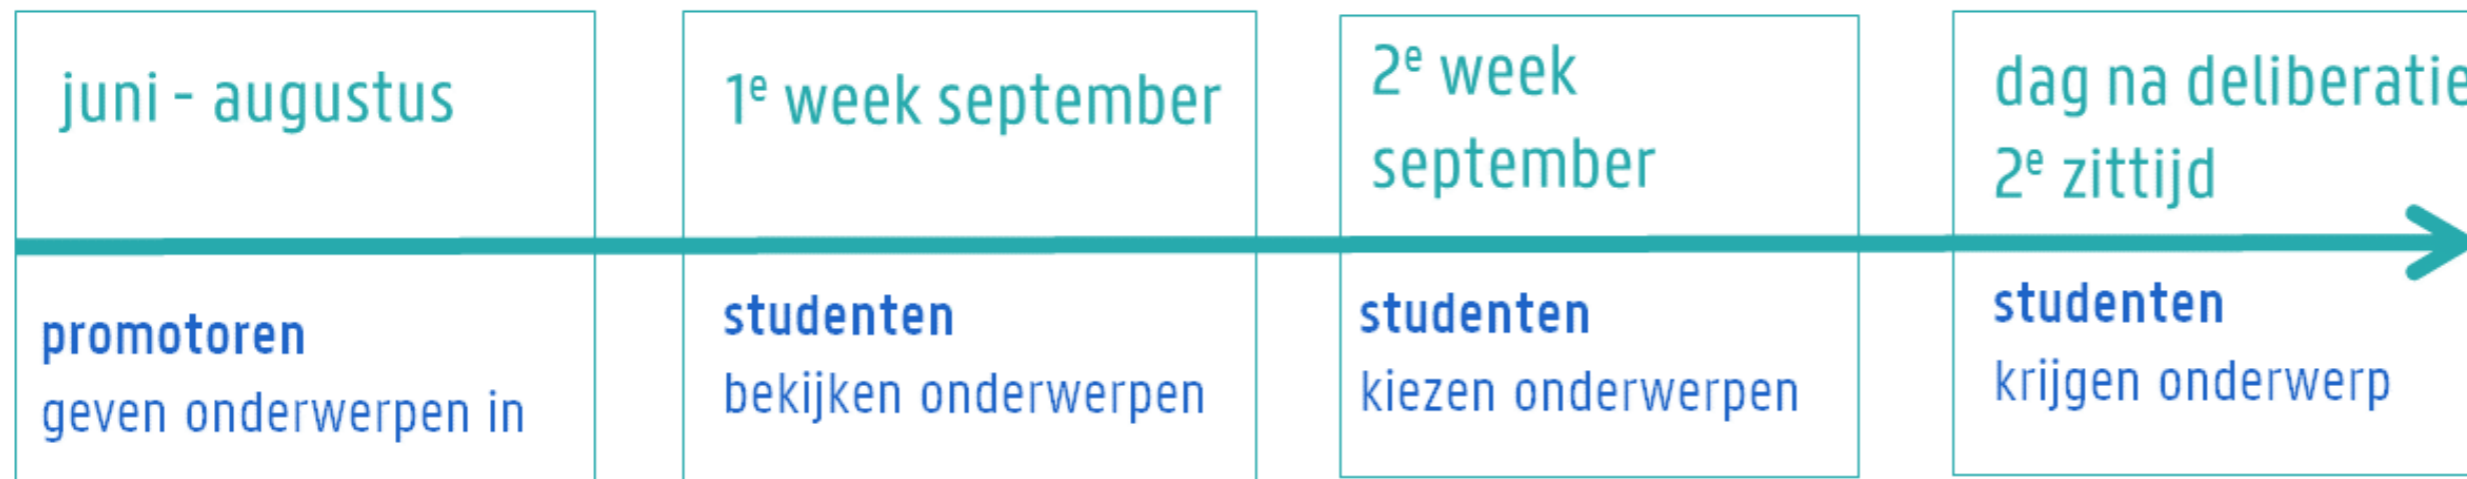 juni - augustus
1e week september
2e week
september
dag na deliberatie
2e zittijd
promotoren
geven onderwerpen in
studenten
bekijken onderwerpen
studenten
kiezen onderwerpen
studenten
krijgen onderwerp